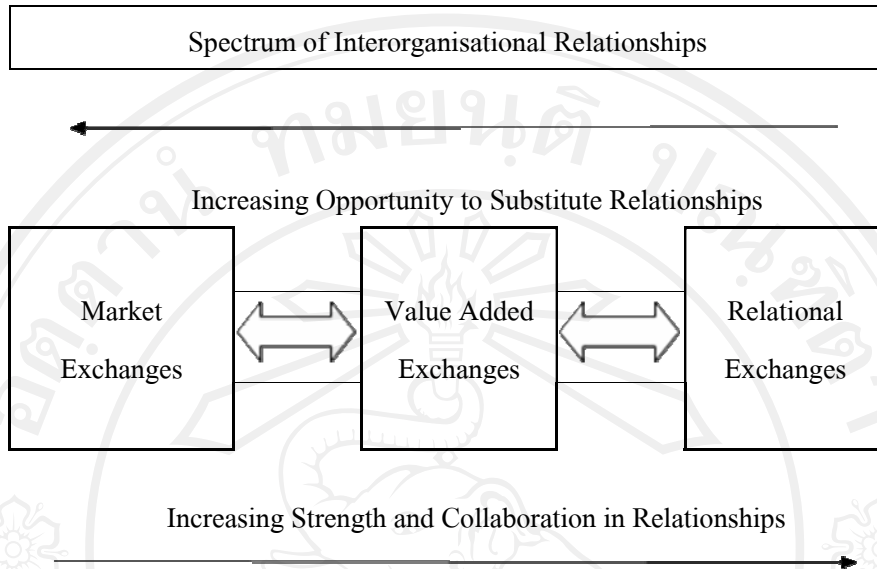 Spectrum of Interorganisational Relationships
Increasing Opportunity to Substitute Relationships
Market
Exchanges
Value Added
Exchanges
Relational
Exchanges
Increasing Strength and Collaboration in Relationships